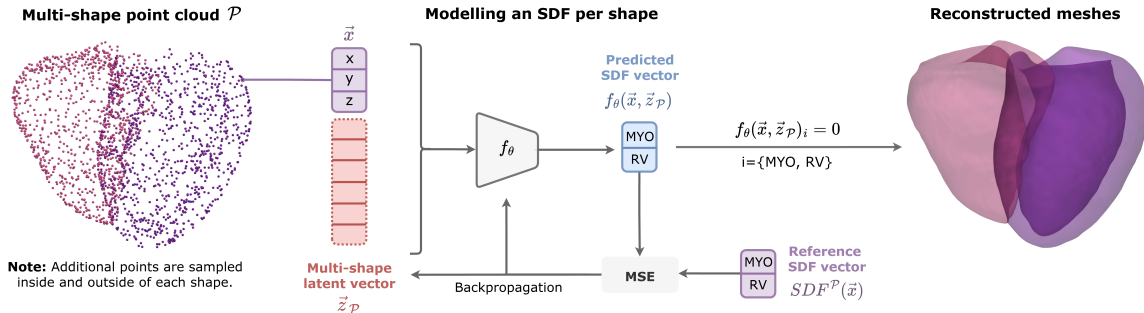 Multi-shape point cloud 𝒫
Modelling an SDF per shape
Reconstructed meshes
x⃗
x
y
z
Predicted
SDF vector
f_θ(x⃗, z⃗_𝒫)
f_θ
MYO
RV
f_θ(x⃗, z⃗_𝒫)_i = 0
i={MYO, RV}
Note: Additional points are sampled
inside and outside of each shape.
Multi-shape
latent vector
z⃗_𝒫
Backpropagation
MSE
MYO
RV
Reference
SDF vector
SDF^𝒫(x⃗)